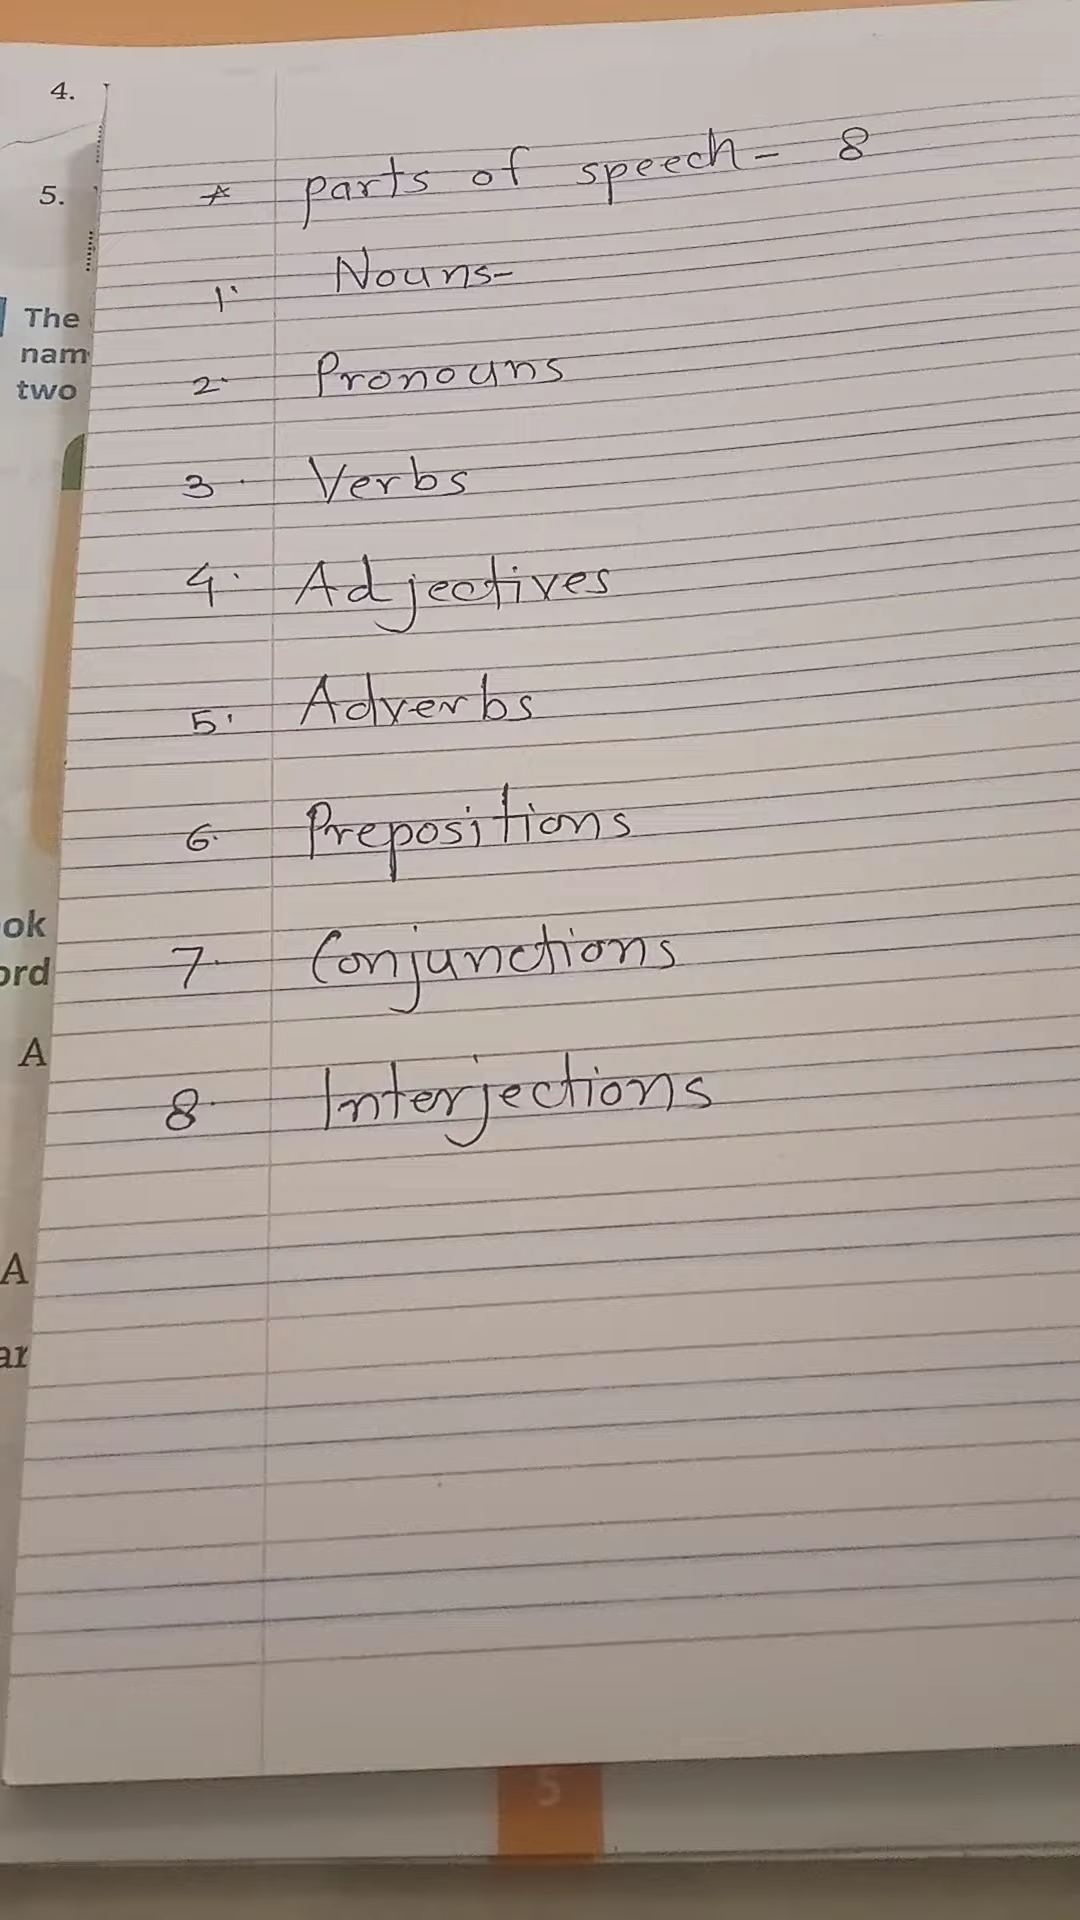 4.
5.
* parts of speech - 8
1. Nouns-
The
nam
two
2. Pronouns
3. Verbs
4. Adjectives
5. Adverbs
6. Prepositions
ok
7. Conjunctions
ord
A
8. Interjections
A
ar
5